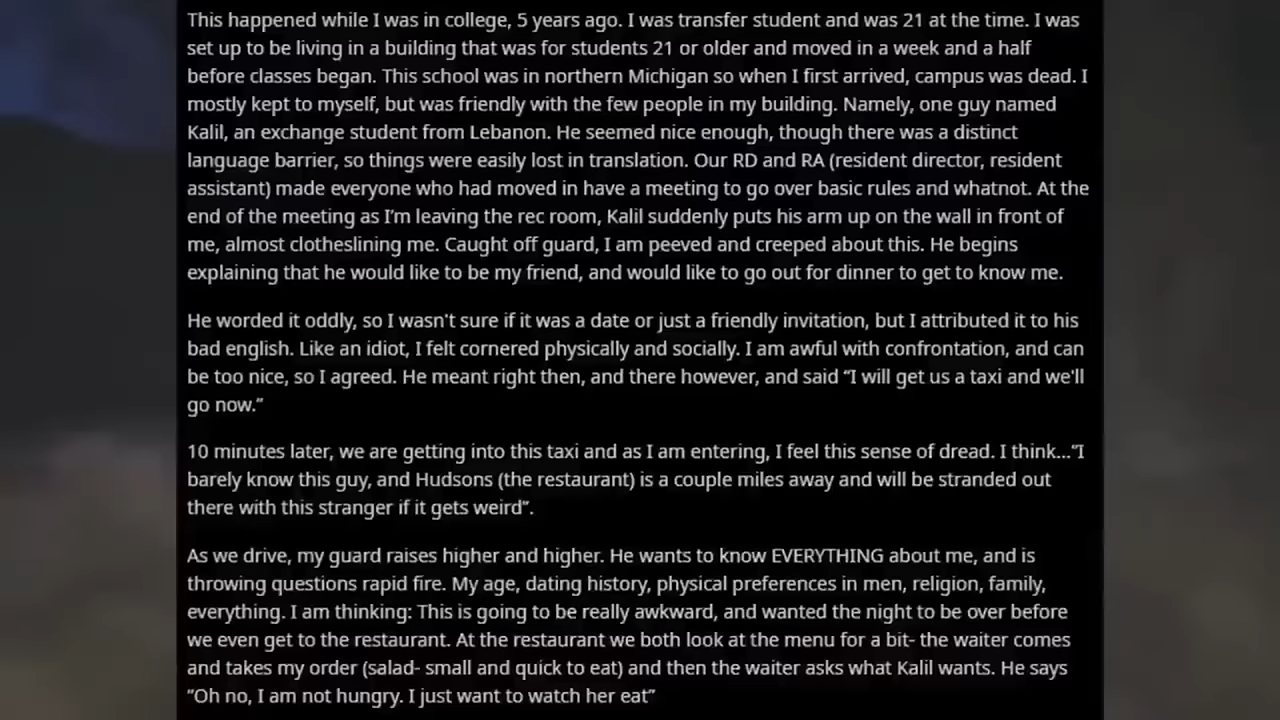 This happened while I was in college, 5 years ago. I was transfer student and was 21 at the time. I was
set up to be living in a building that was for students 21 or older and moved in a week and a half
before classes began. This school was in northern Michigan so when I first arrived, campus was dead. I
mostly kept to myself, but was friendly with the few people in my building. Namely, one guy named
Kalil, an exchange student from Lebanon. He seemed nice enough, though there was a distinct
language barrier, so things were easily lost in translation. Our RD and RA (resident director, resident
assistant) made everyone who had moved in have a meeting to go over basic rules and whatnot. At the
end of the meeting as I’m leaving the rec room, Kalil suddenly puts his arm up on the wall in front of
me, almost clotheslining me. Caught off guard, I am peeved and creeped about this. He begins
explaining that he would like to be my friend, and would like to go out for dinner to get to know me.
He worded it oddly, so I wasn't sure if it was a date or just a friendly invitation, but I attributed it to his
bad english. Like an idiot, I felt cornered physically and socially. I am awful with confrontation, and can
be too nice, so I agreed. He meant right then, and there however, and said “I will get us a taxi and we'll
go now.”
10 minutes later, we are getting into this taxi and as I am entering, I feel this sense of dread. I think...“I
barely know this guy, and Hudsons (the restaurant) is a couple miles away and will be stranded out
there with this stranger if it gets weird”.
As we drive, my guard raises higher and higher. He wants to know EVERYTHING about me, and is
throwing questions rapid fire. My age, dating history, physical preferences in men, religion, family,
everything. I am thinking: This is going to be really awkward, and wanted the night to be over before
we even get to the restaurant. At the restaurant we both look at the menu for a bit- the waiter comes
and takes my order (salad- small and quick to eat) and then the waiter asks what Kalil wants. He says
“Oh no, I am not hungry. I just want to watch her eat”